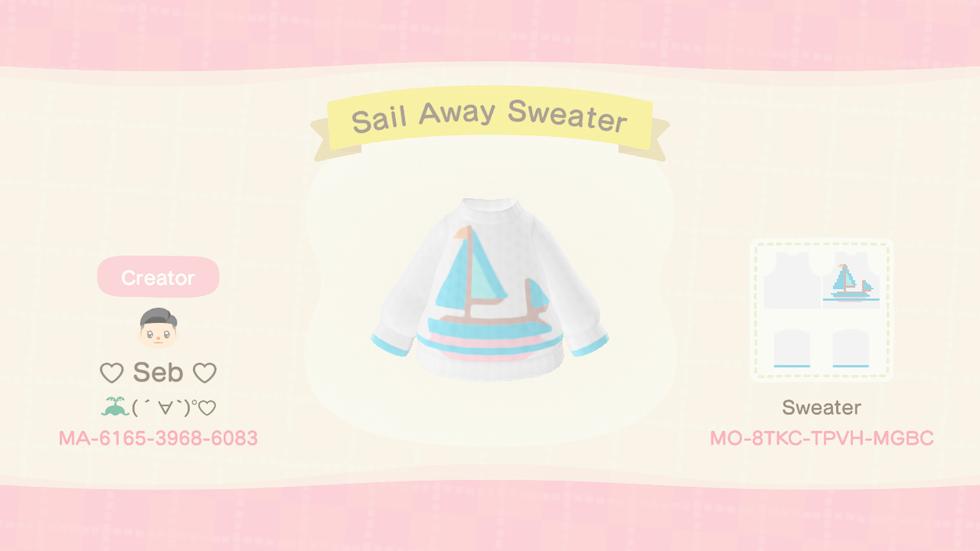 Sail Away Sweater
Creator
♡ Seb ♡
🏝(´ ∀`)°♡
MA-6165-3968-6083
Sweater
MO-8TKC-TPVH-MGBC